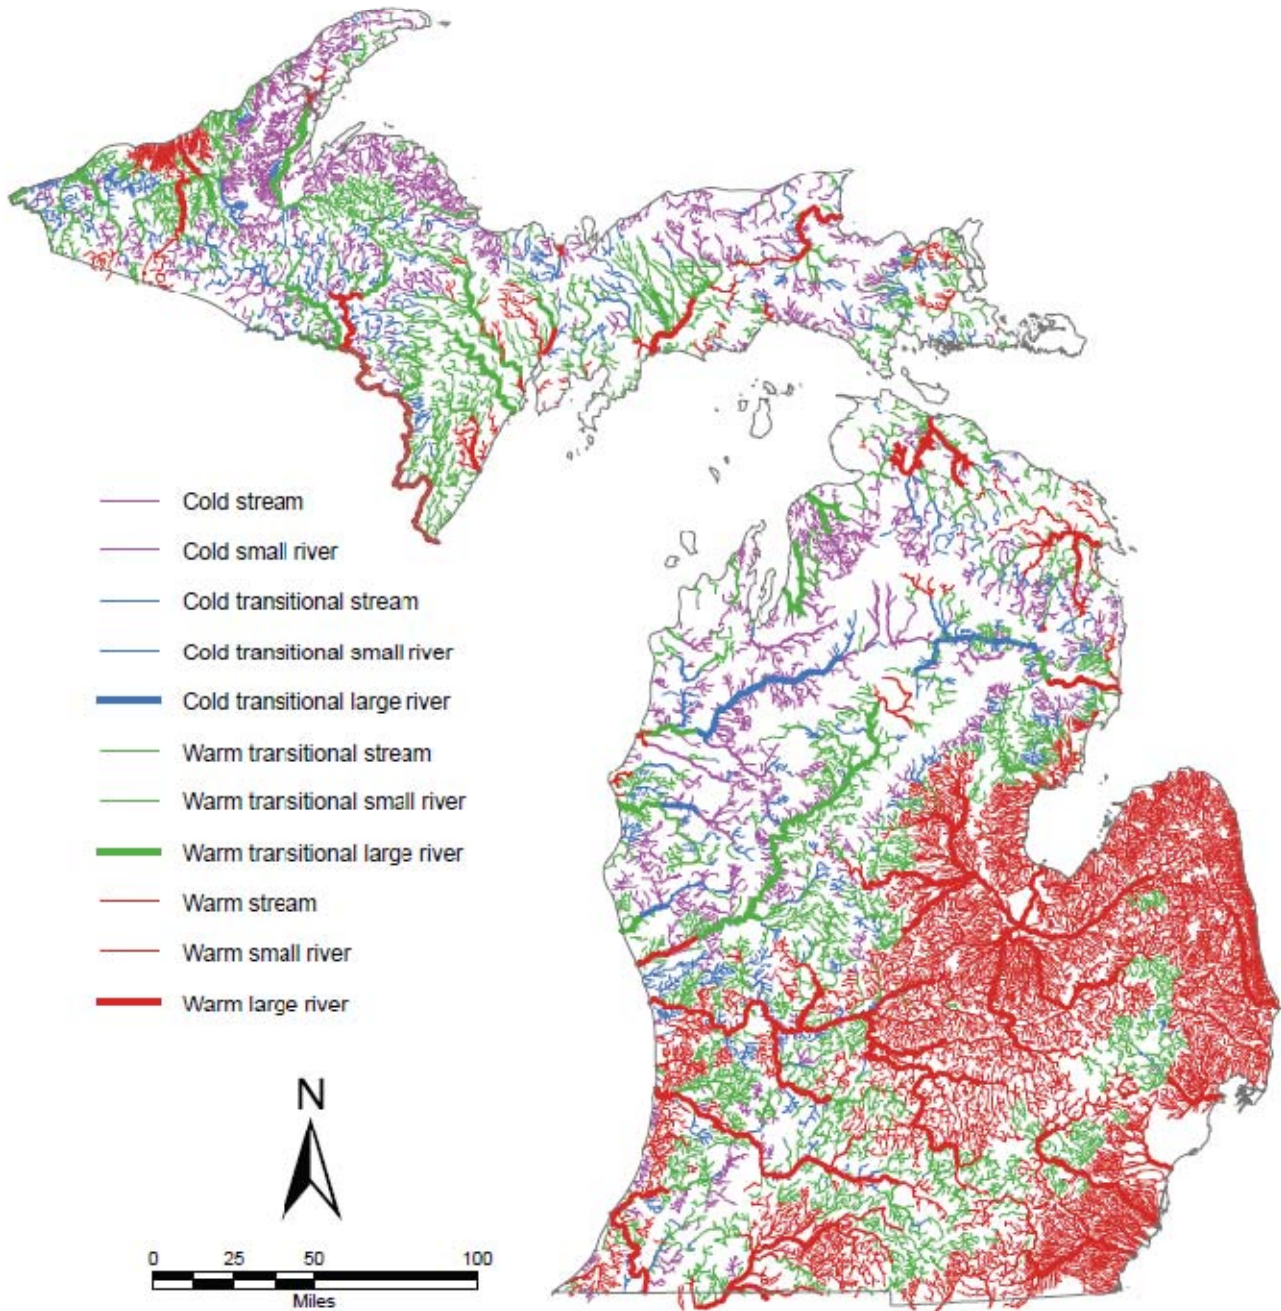 Cold stream
Cold small river
Cold transitional stream
Cold transitional small river
Cold transitional large river
Warm transitional stream
Warm transitional small river
Warm transitional large river
Warm stream
Warm small river
Warm large river
N
0 25 50 100
Miles